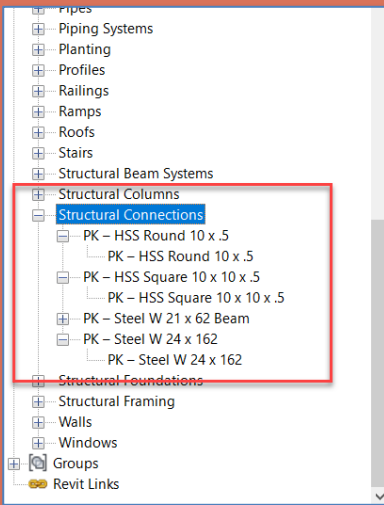 Pipes
Piping Systems
Planting
Profiles
Railings
Ramps
Roofs
Stairs
Structural Beam Systems
Structural Columns
Structural Connections
PK – HSS Round 10 x .5
PK – HSS Round 10 x .5
PK – HSS Square 10 x 10 x .5
PK – HSS Square 10 x 10 x .5
PK – Steel W 21 x 62 Beam
PK – Steel W 24 x 162
PK – Steel W 24 x 162
Structural Foundations
Structural Framing
Walls
Windows
Groups
Revit Links